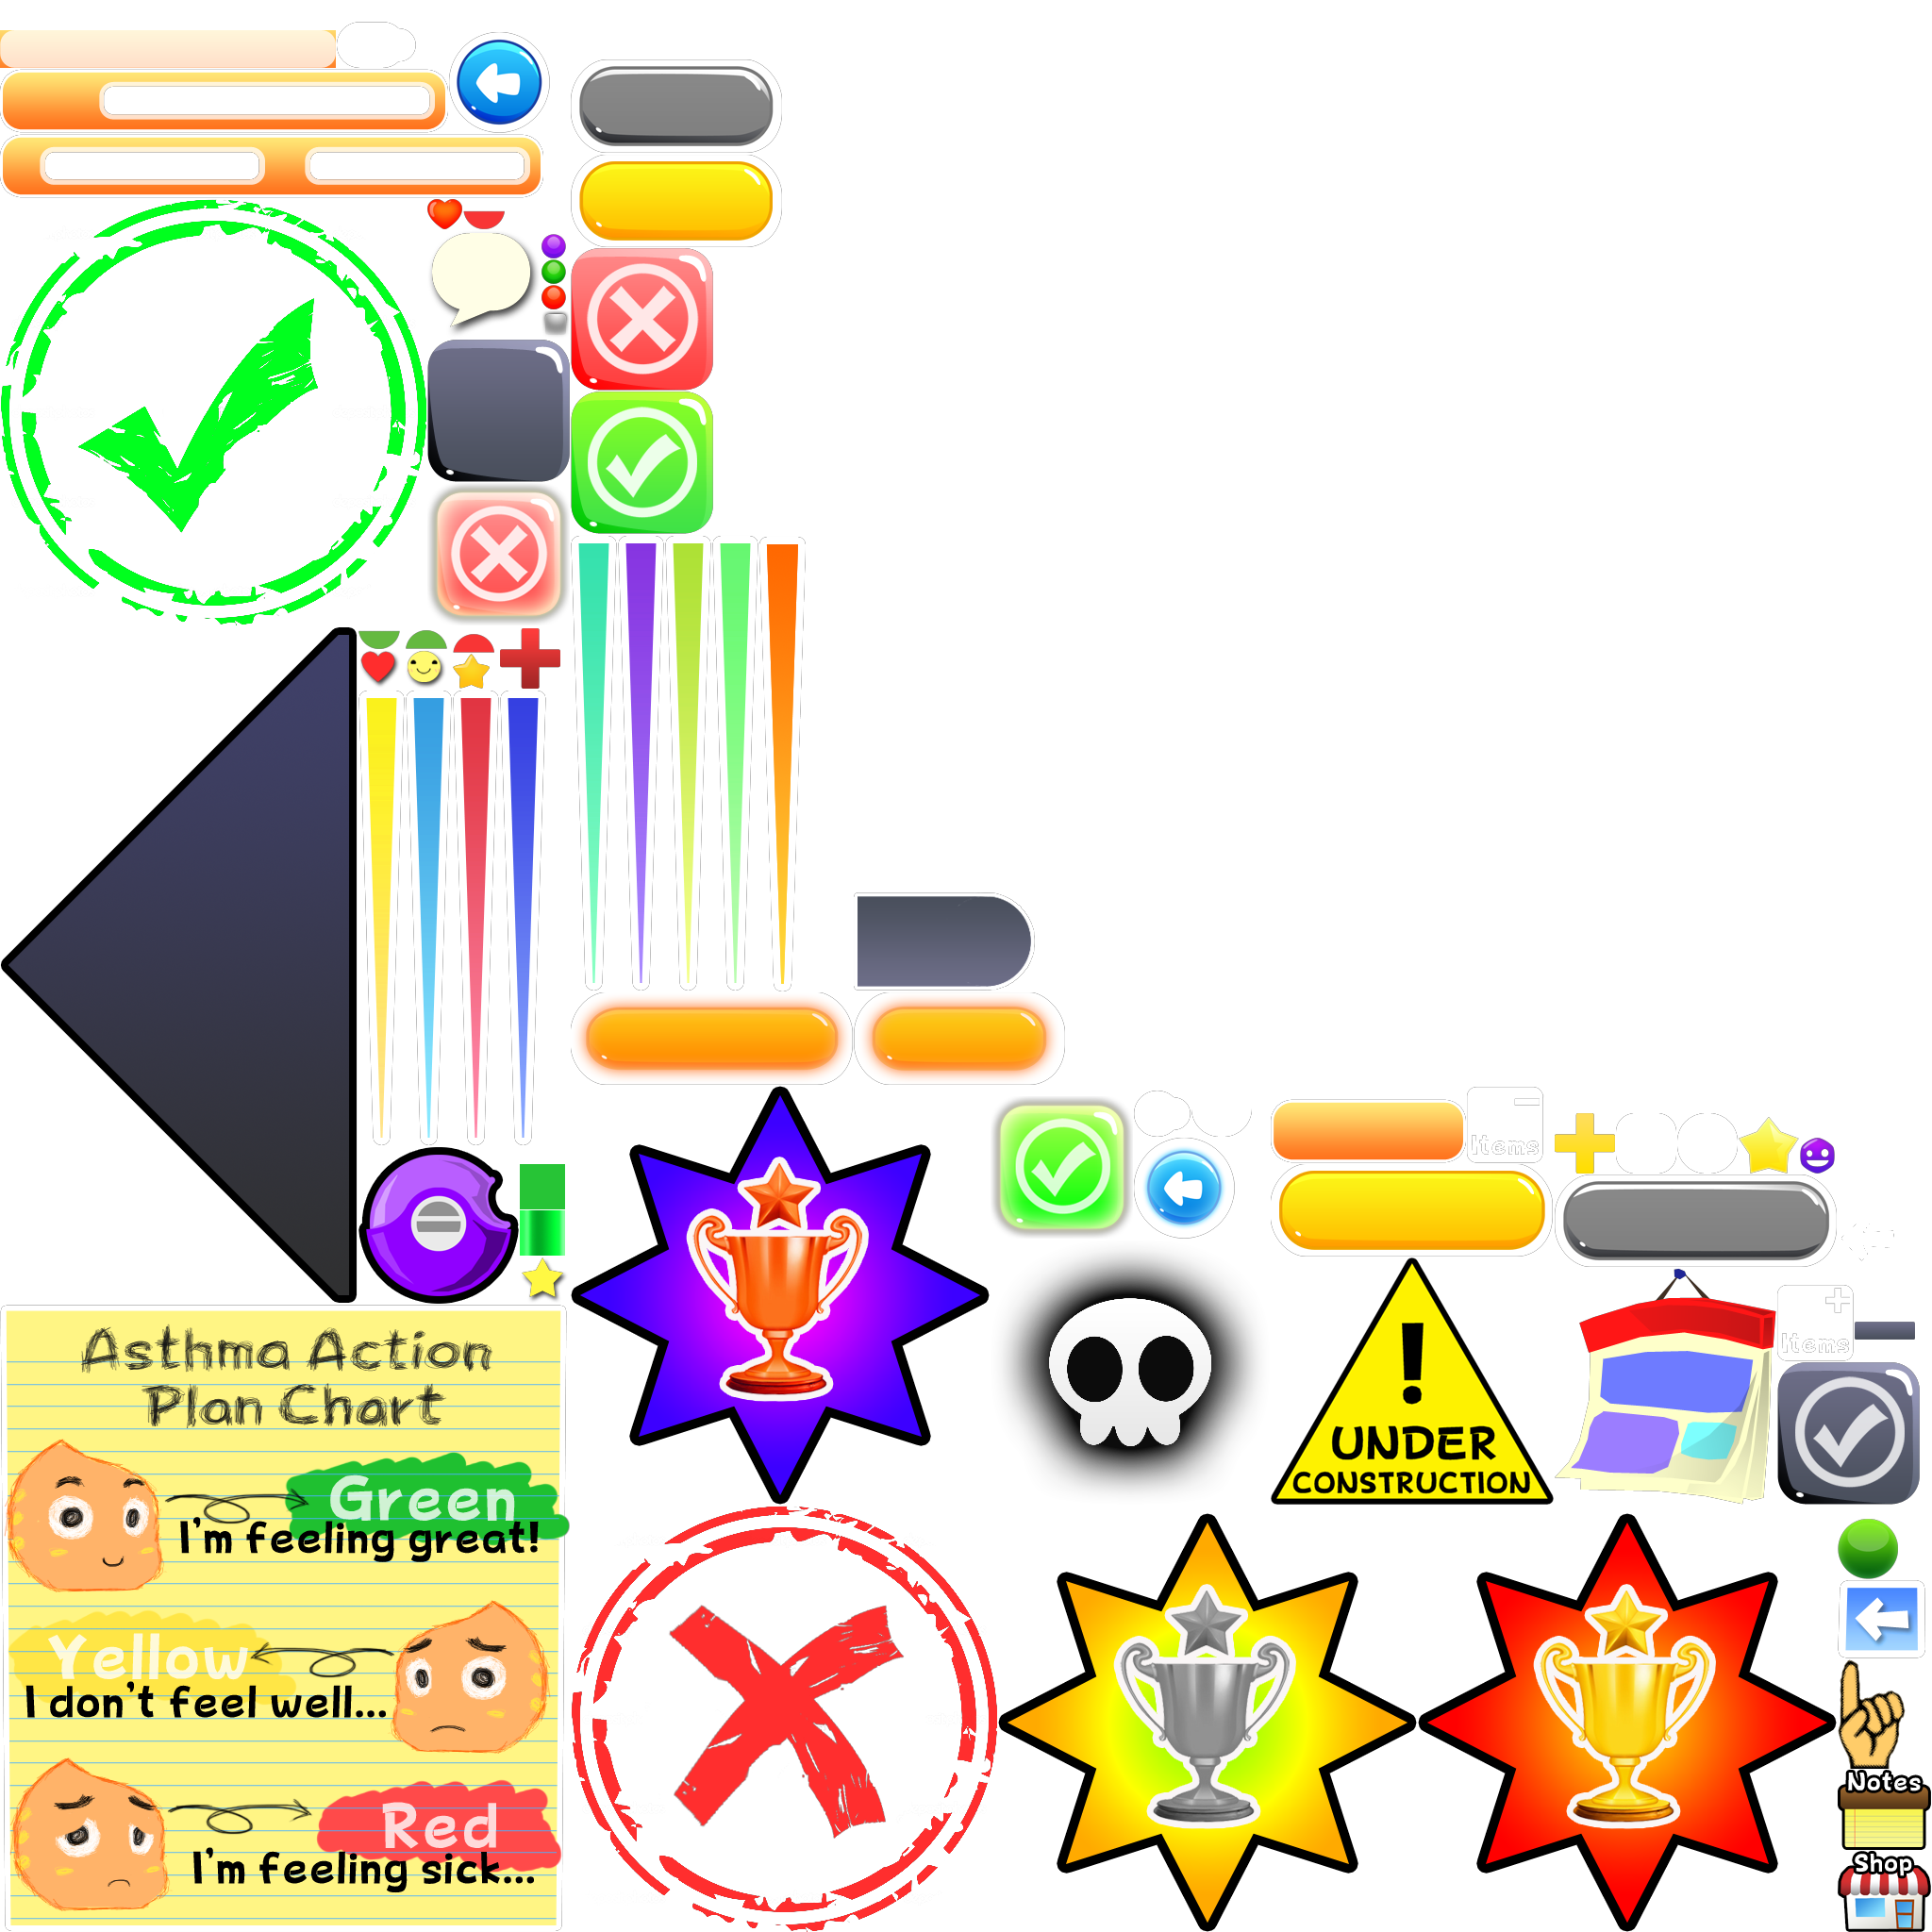 Items
!
UNDER
CONSTRUCTION
Items
Asthma Action
Plan Chart
Green
I'm feeling great!
Yellow
I don't feel well...
Red
I'm feeling sick...
Notes
Shop